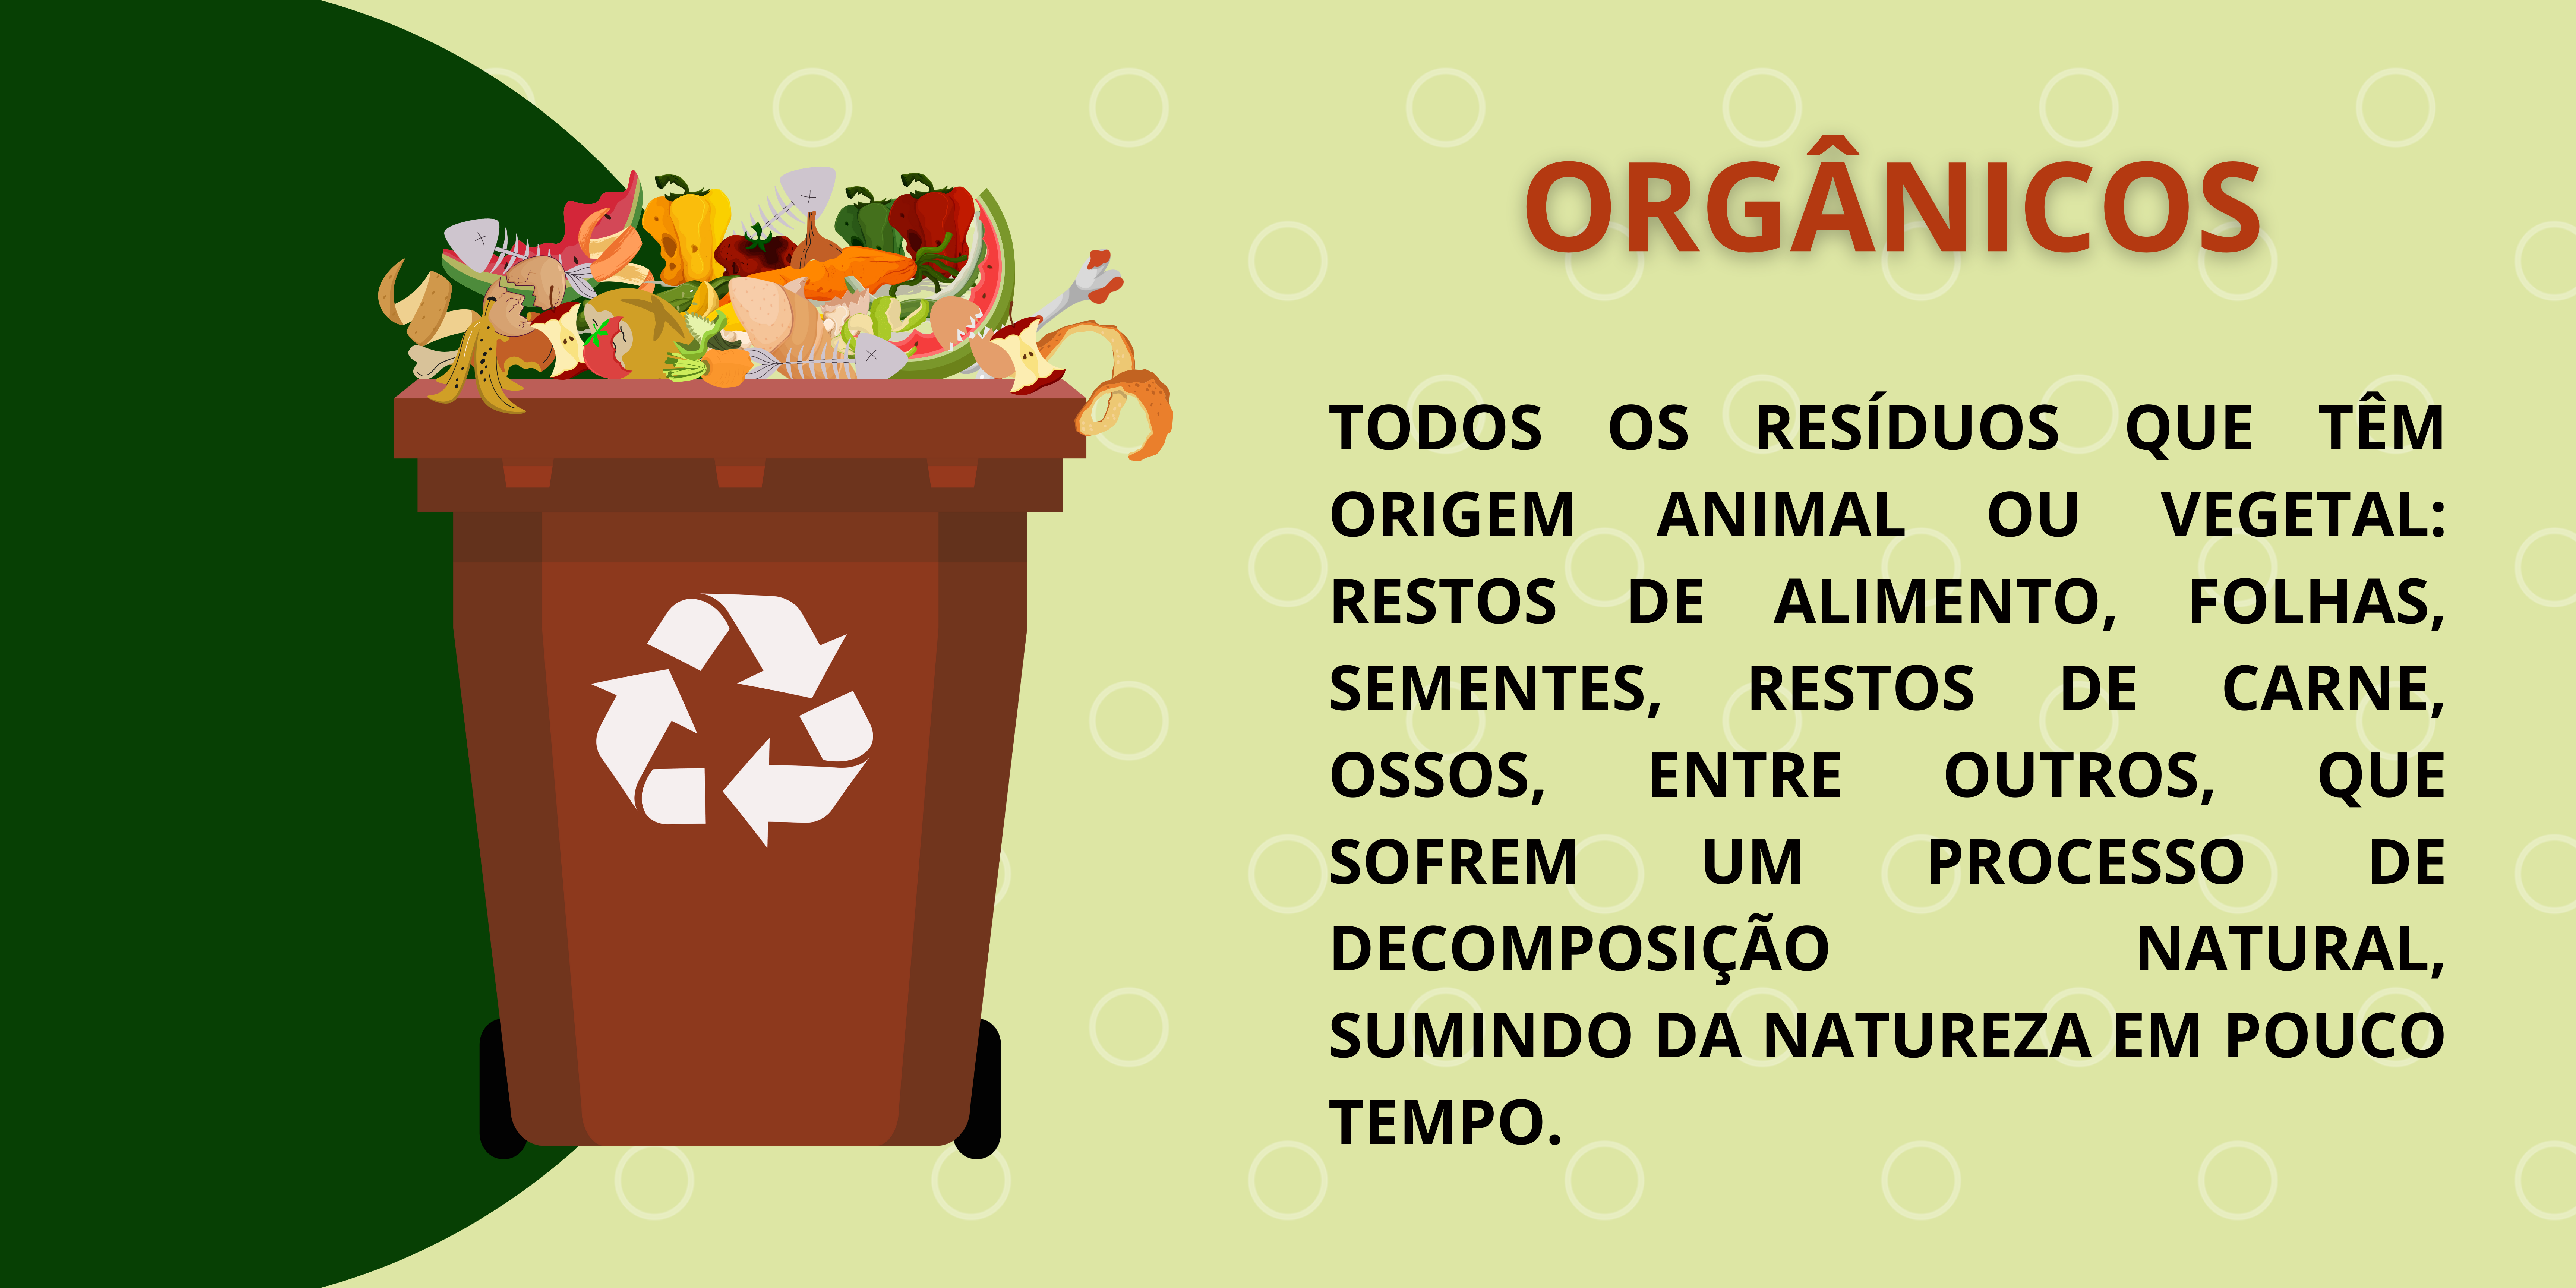 ORGÂNICOS
TODOS OS RESÍDUOS QUE TÊM
ORIGEM ANIMAL OU VEGETAL:
RESTOS DE ALIMENTO, FOLHAS,
SEMENTES, RESTOS DE CARNE,
OSSOS, ENTRE OUTROS, QUE
SOFREM UM PROCESSO DE
DECOMPOSIÇÃO NATURAL,
SUMINDO DA NATUREZA EM POUCO
TEMPO.